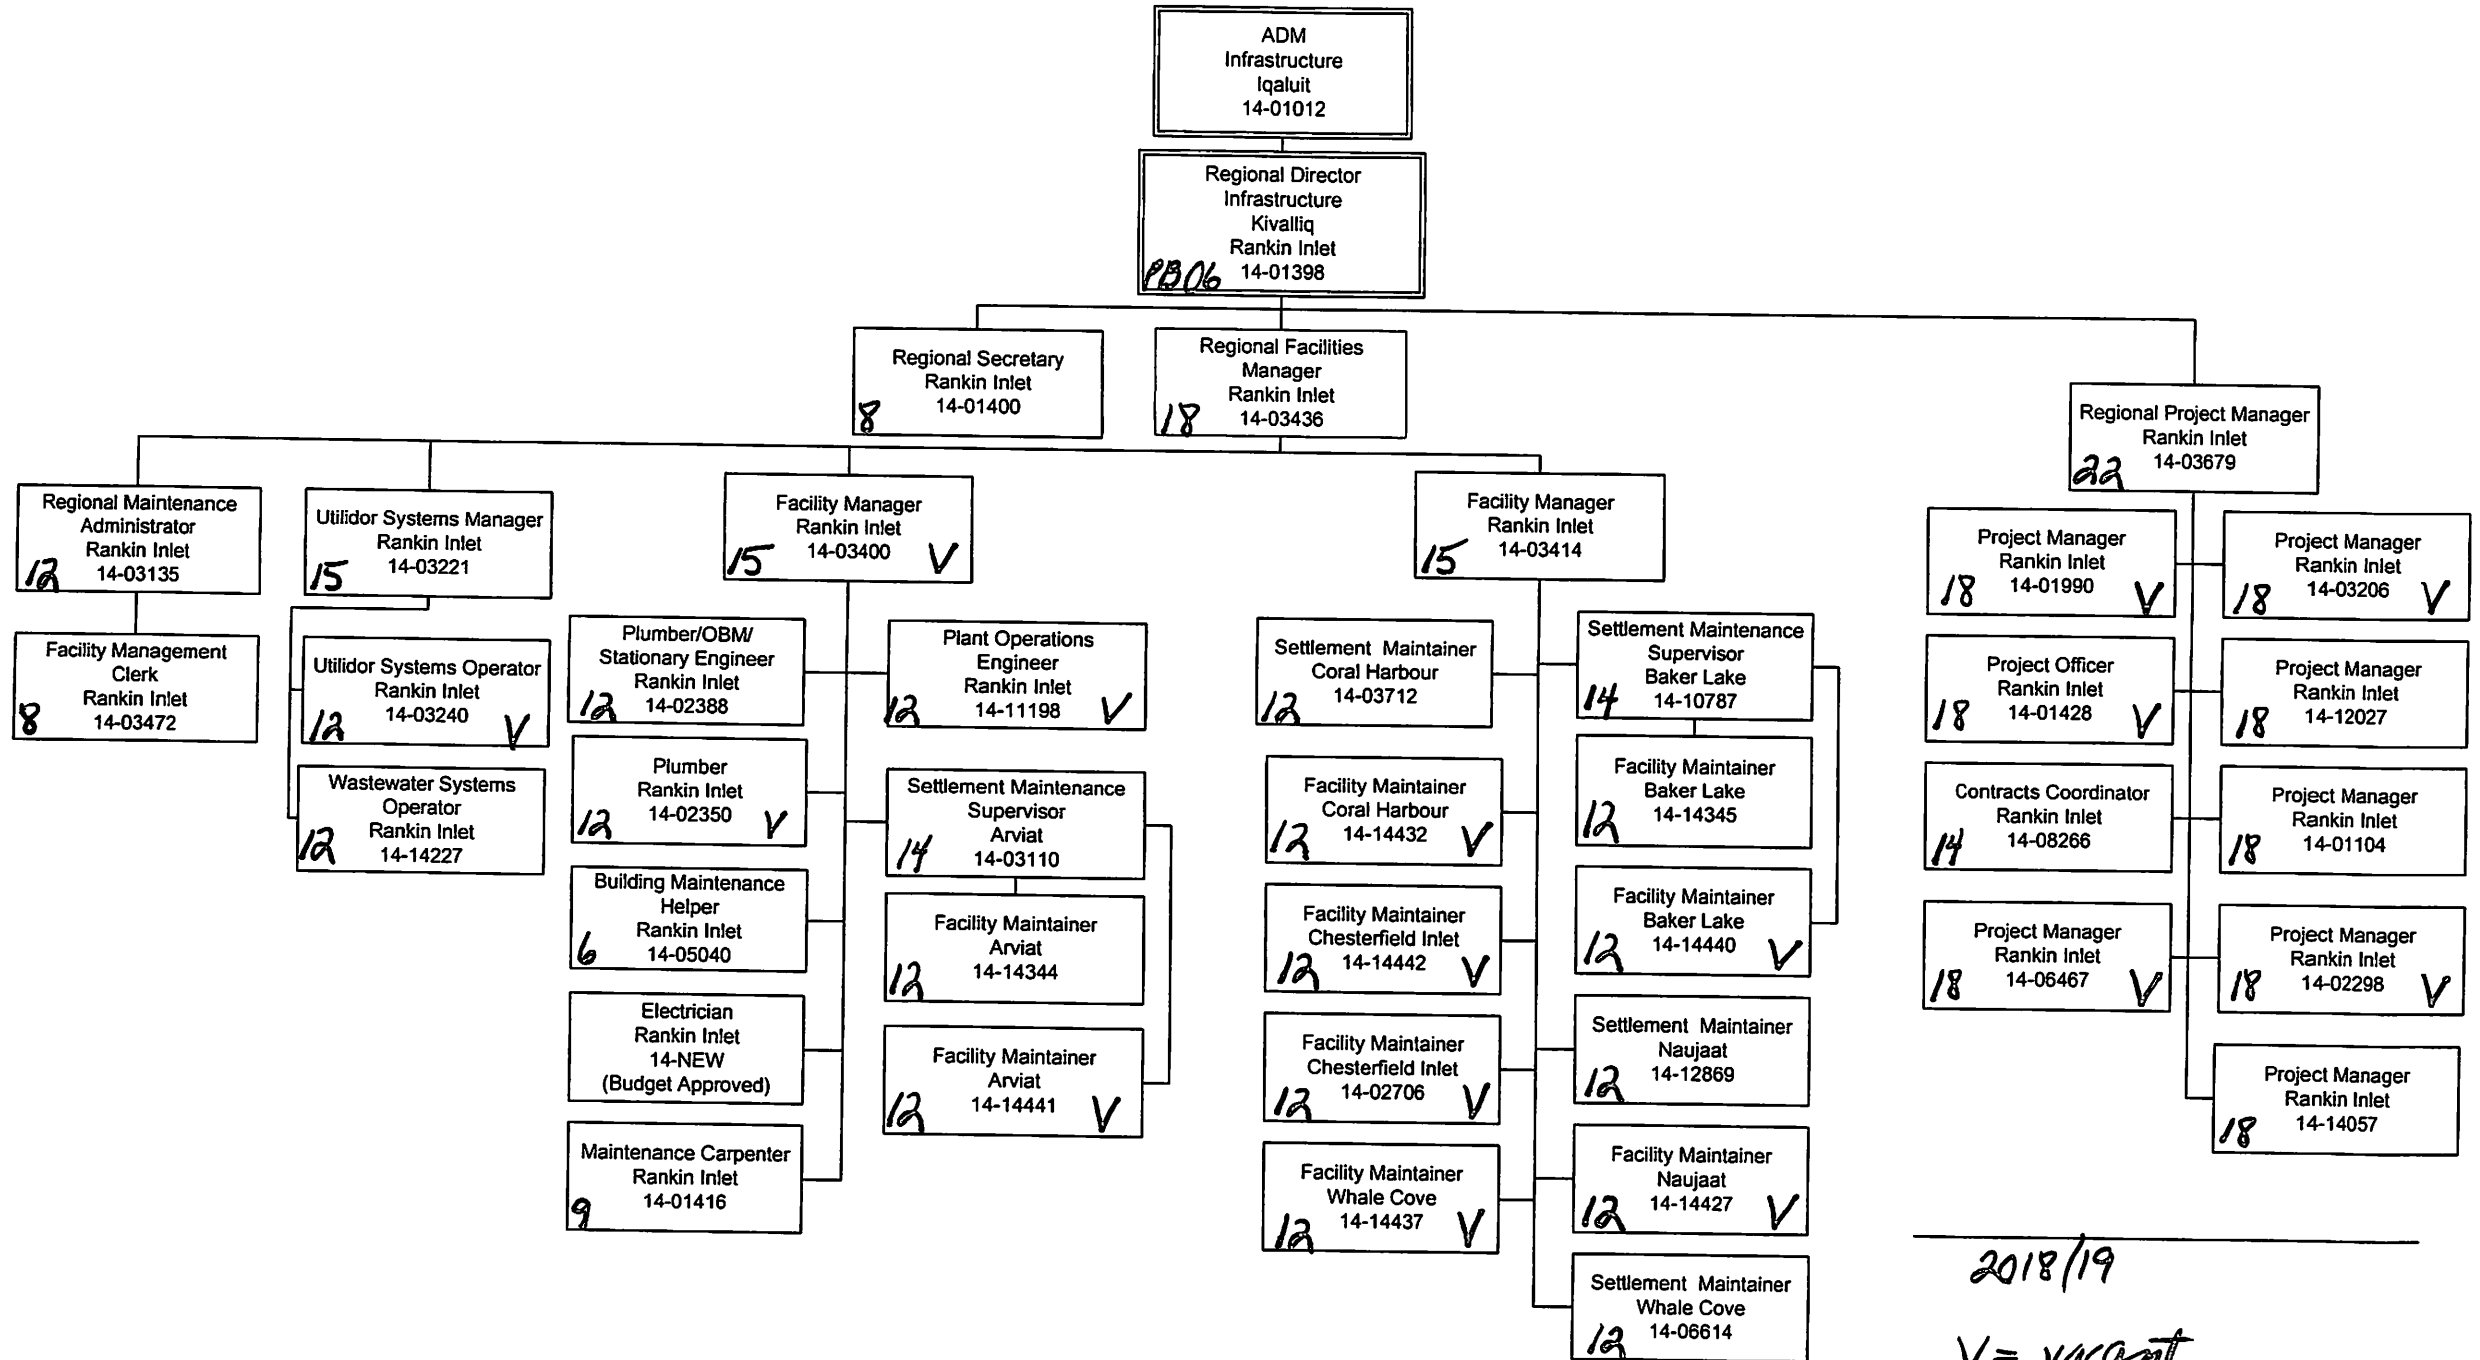 ADM
Infrastructure
Iqaluit
14-01012
Regional Director
Infrastructure
Kivalliq
Rankin Inlet
14-01398
PB06
Regional Secretary
Rankin Inlet
14-01400
8
Regional Facilities
Manager
Rankin Inlet
14-03436
18
Regional Project Manager
Rankin Inlet
14-03679
22
Regional Maintenance
Administrator
Rankin Inlet
14-03135
12
Facility Management
Clerk
Rankin Inlet
14-03472
8
Utilidor Systems Manager
Rankin Inlet
14-03221
15
Utilidor Systems Operator
Rankin Inlet
14-03240
12 V
Wastewater Systems
Operator
Rankin Inlet
14-14227
12
Facility Manager
Rankin Inlet
14-03400
15 V
Plumber/OBM/
Stationary Engineer
Rankin Inlet
14-02388
12
Plumber
Rankin Inlet
14-02350
12 V
Building Maintenance
Helper
Rankin Inlet
14-05040
6
Electrician
Rankin Inlet
14-NEW
(Budget Approved)
Maintenance Carpenter
Rankin Inlet
14-01416
9
Plant Operations
Engineer
Rankin Inlet
14-11198
12 V
Settlement Maintenance
Supervisor
Arviat
14-03110
14
Facility Maintainer
Arviat
14-14344
12
Facility Maintainer
Arviat
14-14441
12 V
Facility Manager
Rankin Inlet
14-03414
15
Settlement Maintainer
Coral Harbour
14-03712
12
Facility Maintainer
Coral Harbour
14-14432
12 V
Facility Maintainer
Chesterfield Inlet
14-14442
12 V
Facility Maintainer
Chesterfield Inlet
14-02706
12 V
Facility Maintainer
Whale Cove
14-14437
12 V
Settlement Maintenance
Supervisor
Baker Lake
14-10787
14
Facility Maintainer
Baker Lake
14-14345
12
Facility Maintainer
Baker Lake
14-14440
12 V
Settlement Maintainer
Naujaat
14-12869
12
Facility Maintainer
Naujaat
14-14427
12 V
Settlement Maintainer
Whale Cove
14-06614
12
Project Manager
Rankin Inlet
14-01990
18 V
Project Officer
Rankin Inlet
14-01428
18 V
Contracts Coordinator
Rankin Inlet
14-08266
14
Project Manager
Rankin Inlet
14-06467
18 V
Project Manager
Rankin Inlet
14-03206
18 V
Project Manager
Rankin Inlet
14-12027
18
Project Manager
Rankin Inlet
14-01104
18
Project Manager
Rankin Inlet
14-02298
18 V
Project Manager
Rankin Inlet
14-14057
18
2018/19
V = vacant